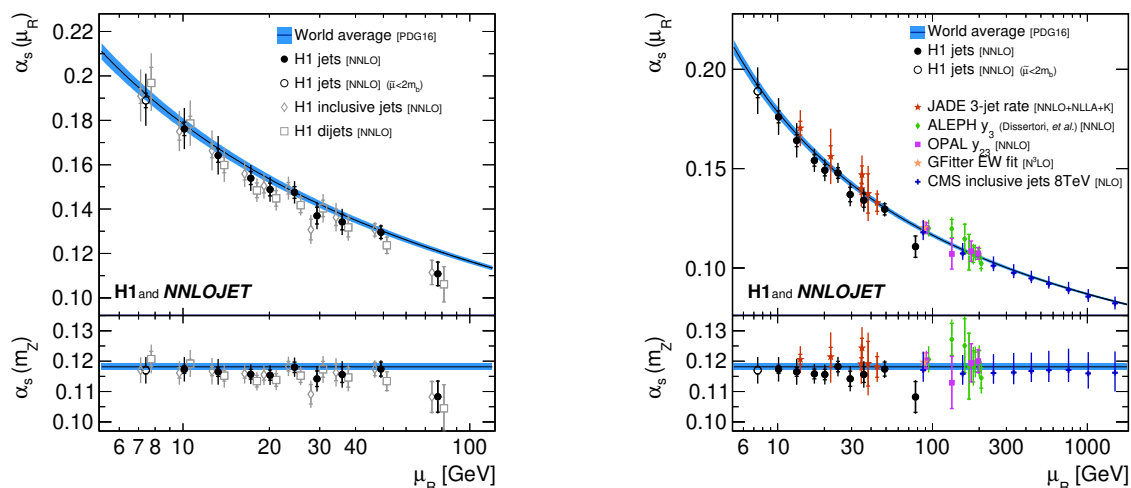 α_s (μ_R)
0.22
0.2
0.18
0.16
0.14
0.12
0.10
World average [PDG16]
H1 jets [NNLO]
H1 jets [NNLO] (μ̄<2m_b)
H1 inclusive jets [NNLO]
H1 dijets [NNLO]
H1 and NNLOJET
α_s (m_Z)
0.13
0.12
0.11
0.10
6 7 8 10 20 30 40 100
μ_R [GeV]
α_s (μ_R)
0.20
0.15
0.10
World average [PDG16]
H1 jets [NNLO]
H1 jets [NNLO] (μ̄<2m_b)
JADE 3-jet rate [NNLO+NLLA+K]
ALEPH y_3 (Dissertori, et al.) [NNLO]
OPAL y_23 [NNLO]
GFitter EW fit [N³LO]
CMS inclusive jets 8TeV [NLO]
H1 and NNLOJET
α_s (m_Z)
0.13
0.12
0.11
0.10
6 10 20 30 100 200 1000
μ_R [GeV]